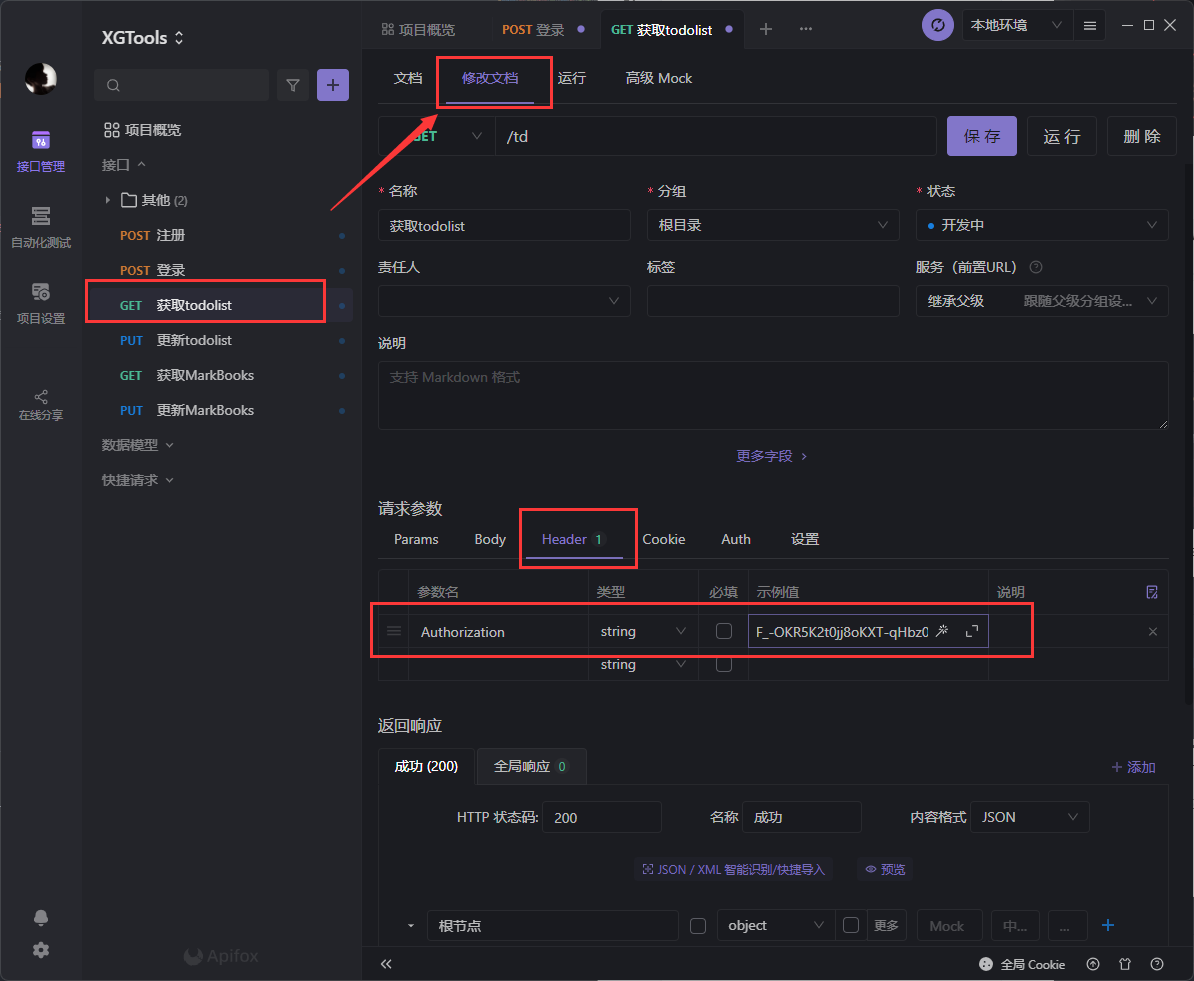 XGTools
项目概览
POST 登录
GET 获取todolist
本地环境
文档
修改文档
运行
高级 Mock
项目概览
接口管理
接口
GET
/td
保 存
运 行
删 除
其他 (2)
* 名称
* 分组
* 状态
自动化测试
POST 注册
获取todolist
根目录
开发中
POST 登录
责任人
标签
服务（前置URL）
GET 获取todolist
继承父级
跟随父级分组设...
项目设置
PUT 更新todolist
说明
GET 获取MarkBooks
支持 Markdown 格式
PUT 更新MarkBooks
在线分享
数据模型
更多字段
快捷请求
请求参数
Params
Body
Header 1
Cookie
Auth
设置
参数名
类型
必填
示例值
说明
Authorization
string
F_-OKR5K2t0jj8oKXT-qHbz0
string
返回响应
成功 (200)
全局响应 0
添加
HTTP 状态码:
200
名称
成功
内容格式
JSON
JSON / XML 智能识别/快捷导入
预览
根节点
object
更多
Mock
中...
...
Apifox
全局 Cookie